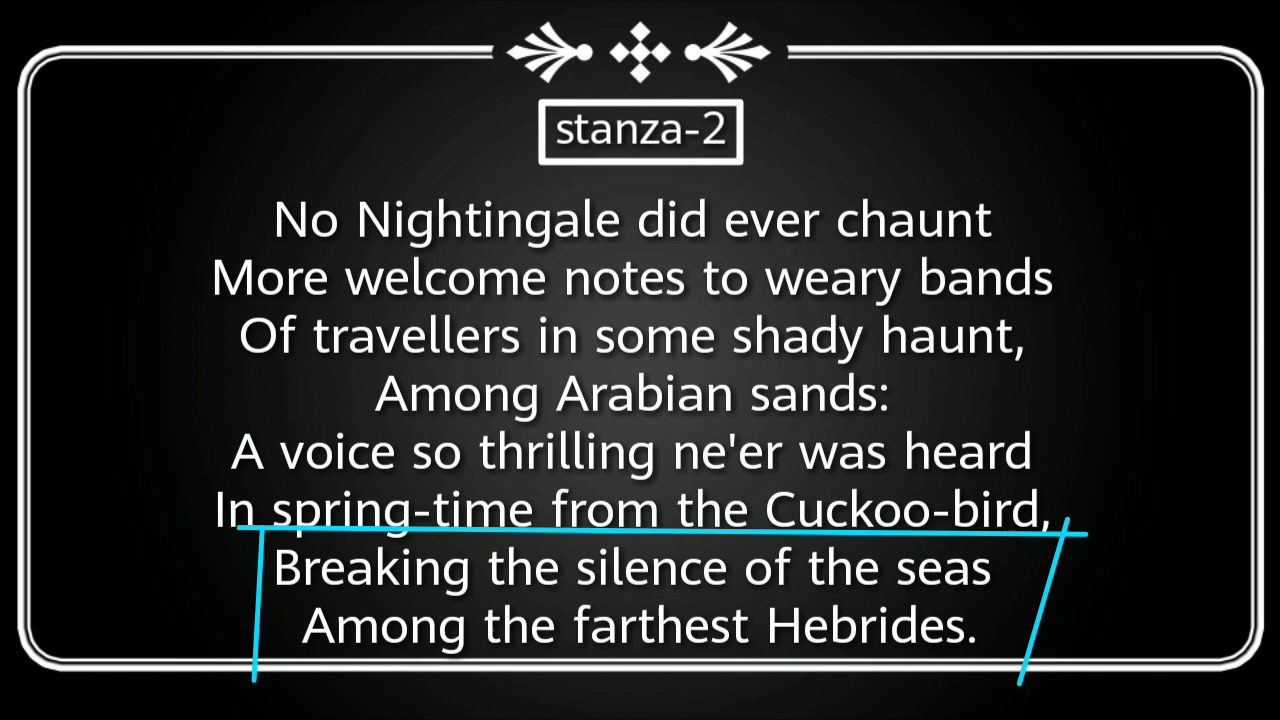 stanza-2
No Nightingale did ever chaunt
More welcome notes to weary bands
Of travellers in some shady haunt,
Among Arabian sands:
A voice so thrilling ne'er was heard
In spring-time from the Cuckoo-bird,
Breaking the silence of the seas
Among the farthest Hebrides.